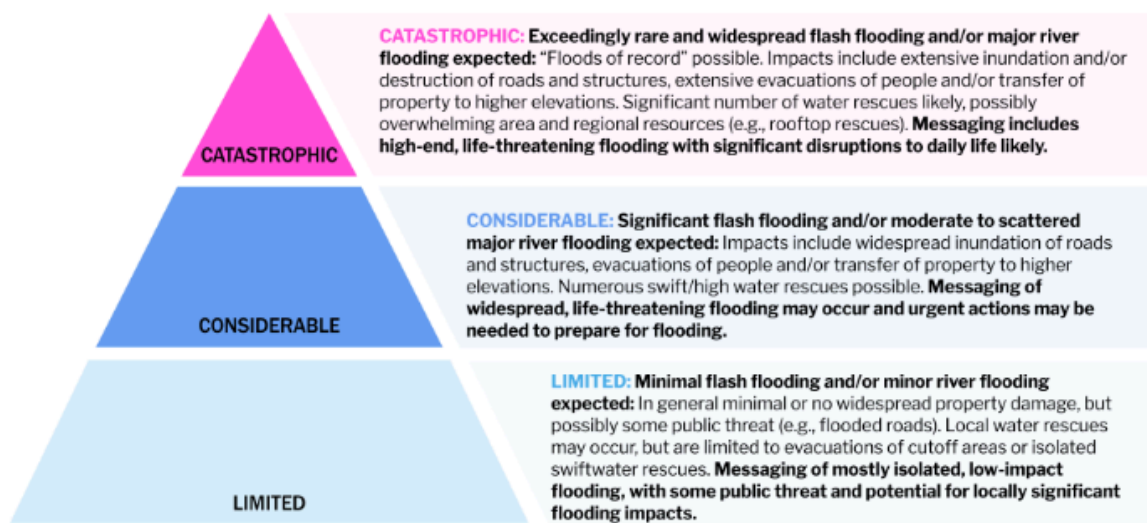 CATASTROPHIC: Exceedingly rare and widespread flash flooding and/or major river
flooding expected: “Floods of record” possible. Impacts include extensive inundation and/or
destruction of roads and structures, extensive evacuations of people and/or transfer of
property to higher elevations. Significant number of water rescues likely, possibly
overwhelming area and regional resources (e.g., rooftop rescues). Messaging includes
high-end, life-threatening flooding with significant disruptions to daily life likely.
CATASTROPHIC
CONSIDERABLE: Significant flash flooding and/or moderate to scattered
major river flooding expected: Impacts include widespread inundation of roads
and structures, evacuations of people and/or transfer of property to higher
elevations. Numerous swift/high water rescues possible. Messaging of
widespread, life-threatening flooding may occur and urgent actions may be
needed to prepare for flooding.
CONSIDERABLE
LIMITED: Minimal flash flooding and/or minor river flooding
expected: In general minimal or no widespread property damage, but
possibly some public threat (e.g., flooded roads). Local water rescues
may occur, but are limited to evacuations of cutoff areas or isolated
swiftwater rescues. Messaging of mostly isolated, low-impact
flooding, with some public threat and potential for locally significant
flooding impacts.
LIMITED